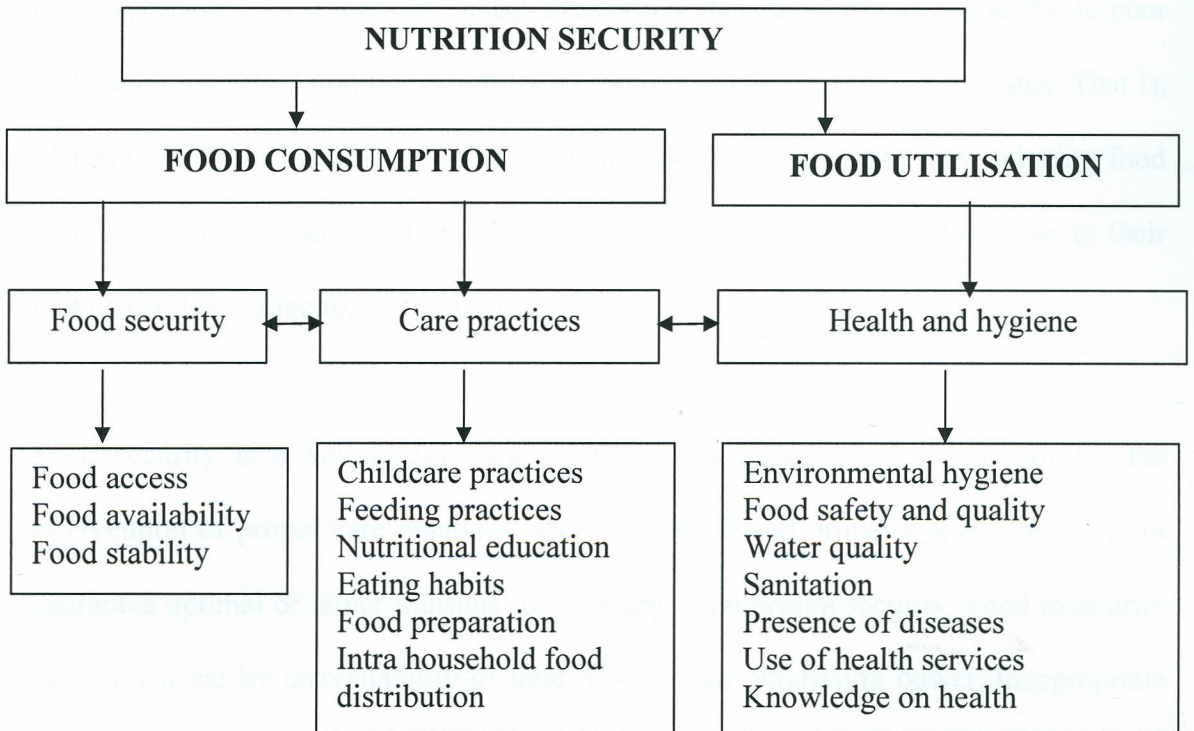 NUTRITION SECURITY
FOOD CONSUMPTION
FOOD UTILISATION
Food security
Care practices
Health and hygiene
Food access
Food availability
Food stability
Childcare practices
Feeding practices
Nutritional education
Eating habits
Food preparation
Intra household food
distribution
Environmental hygiene
Food safety and quality
Water quality
Sanitation
Presence of diseases
Use of health services
Knowledge on health